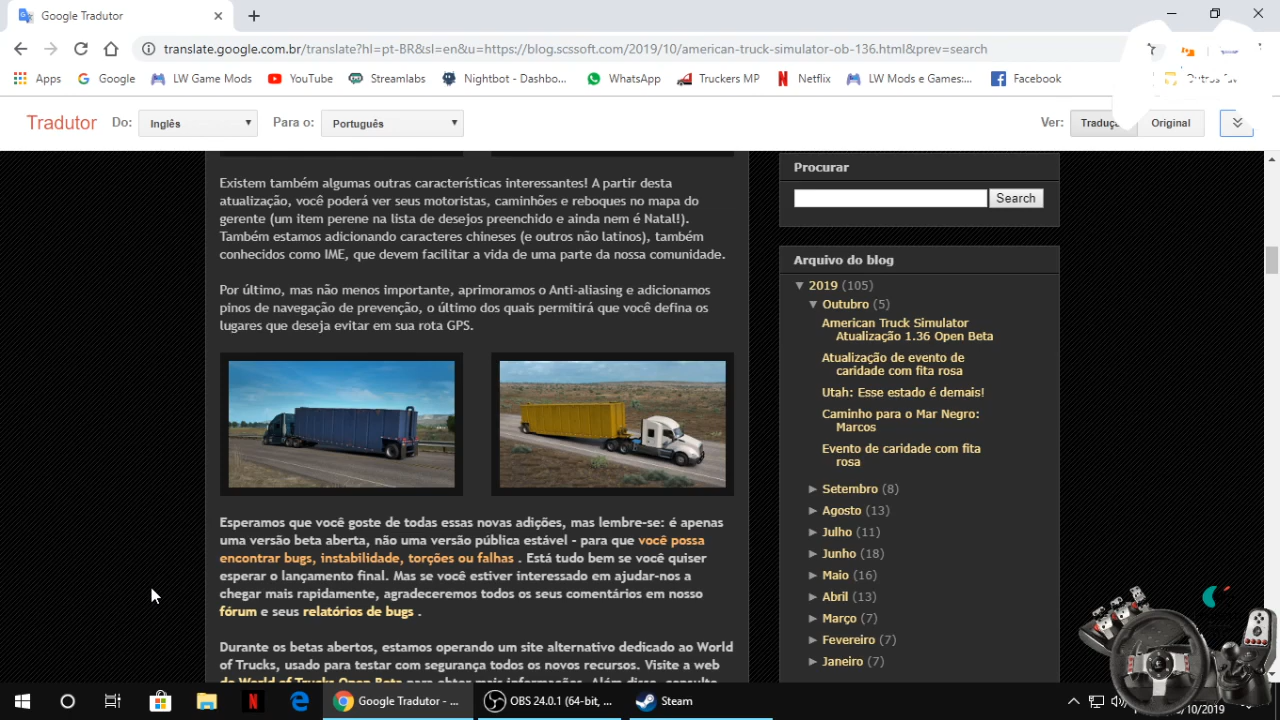 Google Tradutor
translate.google.com.br/translate?hl=pt-BR&sl=en&u=https://blog.scssoft.com/2019/10/american-truck-simulator-ob-136.html&prev=search
Apps Google LW Game Mods YouTube Streamlabs Nightbot - Dashbo... WhatsApp Truckers MP Netflix LW Mods e Games:... Facebook
Tradutor Do: Inglês Para o: Português Ver: Original
Existem também algumas outras características interessantes! A partir desta
atualização, você poderá ver seus motoristas, caminhões e reboques no mapa do
gerente (um item perene na lista de desejos preenchido e ainda nem é Natal!).
Também estamos adicionando caracteres chineses (e outros não latinos), também
conhecidos como IME, que devem facilitar a vida de uma parte da nossa comunidade.
Por último, mas não menos importante, aprimoramos o Anti-aliasing e adicionamos
pinos de navegação de prevenção, o último dos quais permitirá que você defina os
lugares que deseja evitar em sua rota GPS.
Esperamos que você goste de todas essas novas adições, mas lembre-se: é apenas
uma versão beta aberta, não uma versão pública estável - para que você possa
encontrar bugs, instabilidade, torções ou falhas . Está tudo bem se você quiser
esperar o lançamento final. Mas se você estiver interessado em ajudar-nos a
chegar mais rapidamente, agradeceremos todos os seus comentários em nosso
fórum e seus relatórios de bugs .
Durante os betas abertos, estamos operando um site alternativo dedicado ao World
of Trucks, usado para testar com segurança todos os novos recursos. Visite a web
do World of Trucks Open Beta para obter mais informações. Além disso, consulte
Procurar
Search
Arquivo do blog
▼ 2019 (105)
▼ Outubro (5)
American Truck Simulator
Atualização 1.36 Open Beta
Atualização de evento de
caridade com fita rosa
Utah: Esse estado é demais!
Caminho para o Mar Negro:
Marcos
Evento de caridade com fita
rosa
► Setembro (8)
► Agosto (13)
► Julho (11)
► Junho (18)
► Maio (16)
► Abril (13)
► Março (7)
► Fevereiro (7)
► Janeiro (7)
Google Tradutor - ... OBS 24.0.1 (64-bit, ... Steam
/10/2019